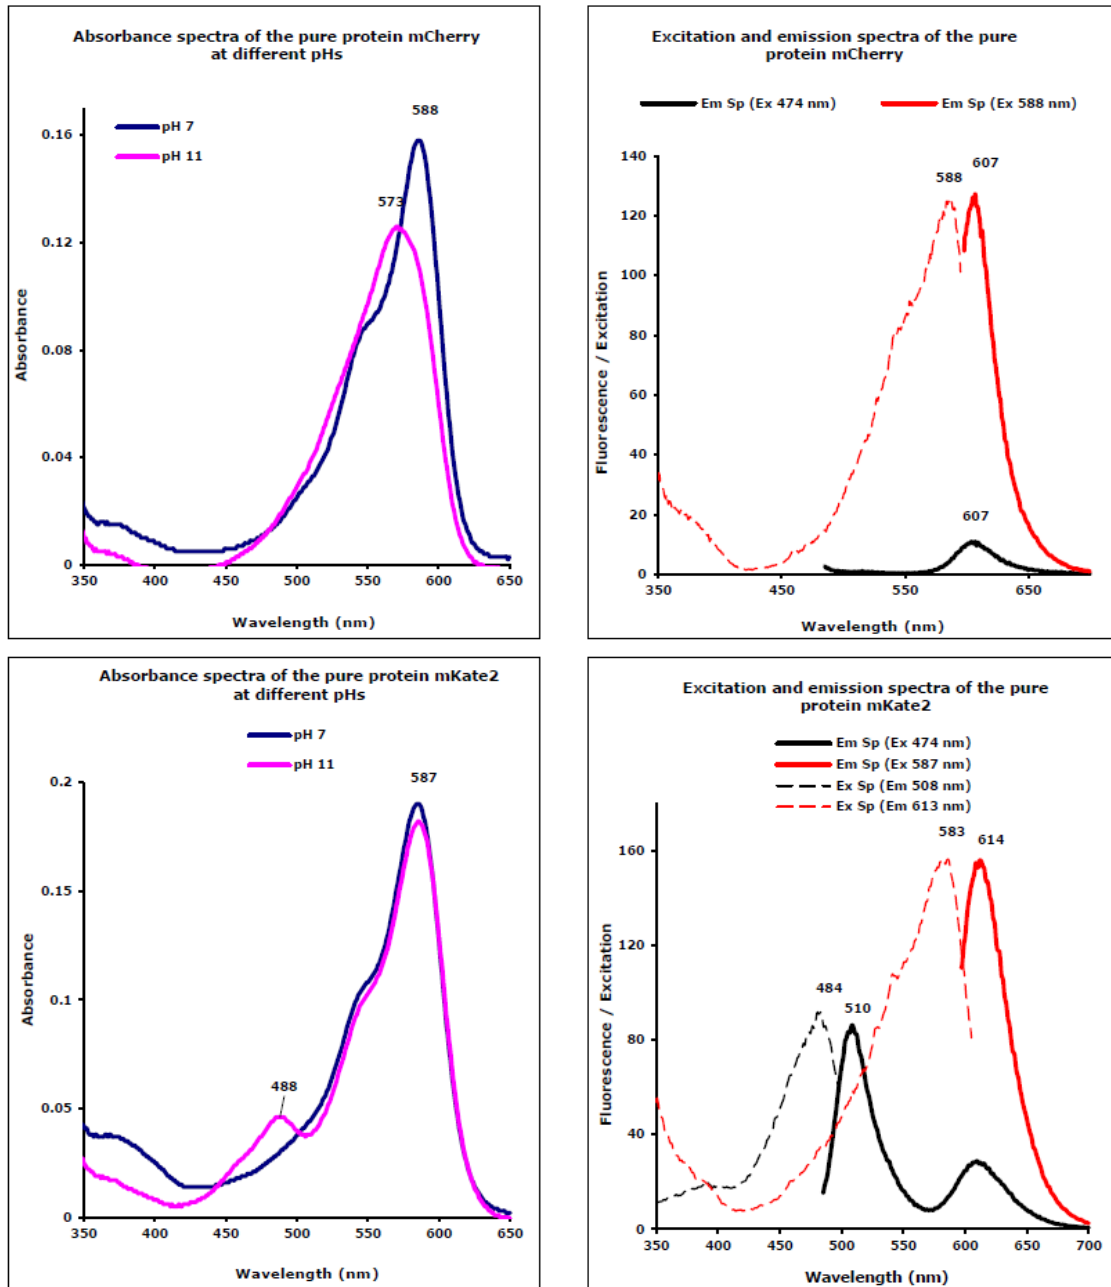 Absorbance spectra of the pure protein mCherry
at different pHs
pH 7
pH 11
588
573
0.16
0.12
0.08
0.04
0
Absorbance
350 400 450 500 550 600 650
Wavelength (nm)
Excitation and emission spectra of the pure
protein mCherry
Em Sp (Ex 474 nm) Em Sp (Ex 588 nm)
140
120
100
80
60
40
20
0
588
607
607
Fluorescence / Excitation
350 450 550 650
Wavelength (nm)
Absorbance spectra of the pure protein mKate2
at different pHs
pH 7
pH 11
587
488
0.2
0.15
0.1
0.05
0
Absorbance
350 400 450 500 550 600 650
Wavelength (nm)
Excitation and emission spectra of the pure
protein mKate2
Em Sp (Ex 474 nm)
Em Sp (Ex 587 nm)
Ex Sp (Em 508 nm)
Ex Sp (Em 613 nm)
583
614
484
510
160
120
80
40
0
Fluorescence / Excitation
350 400 450 500 550 600 650 700
Wavelength (nm)